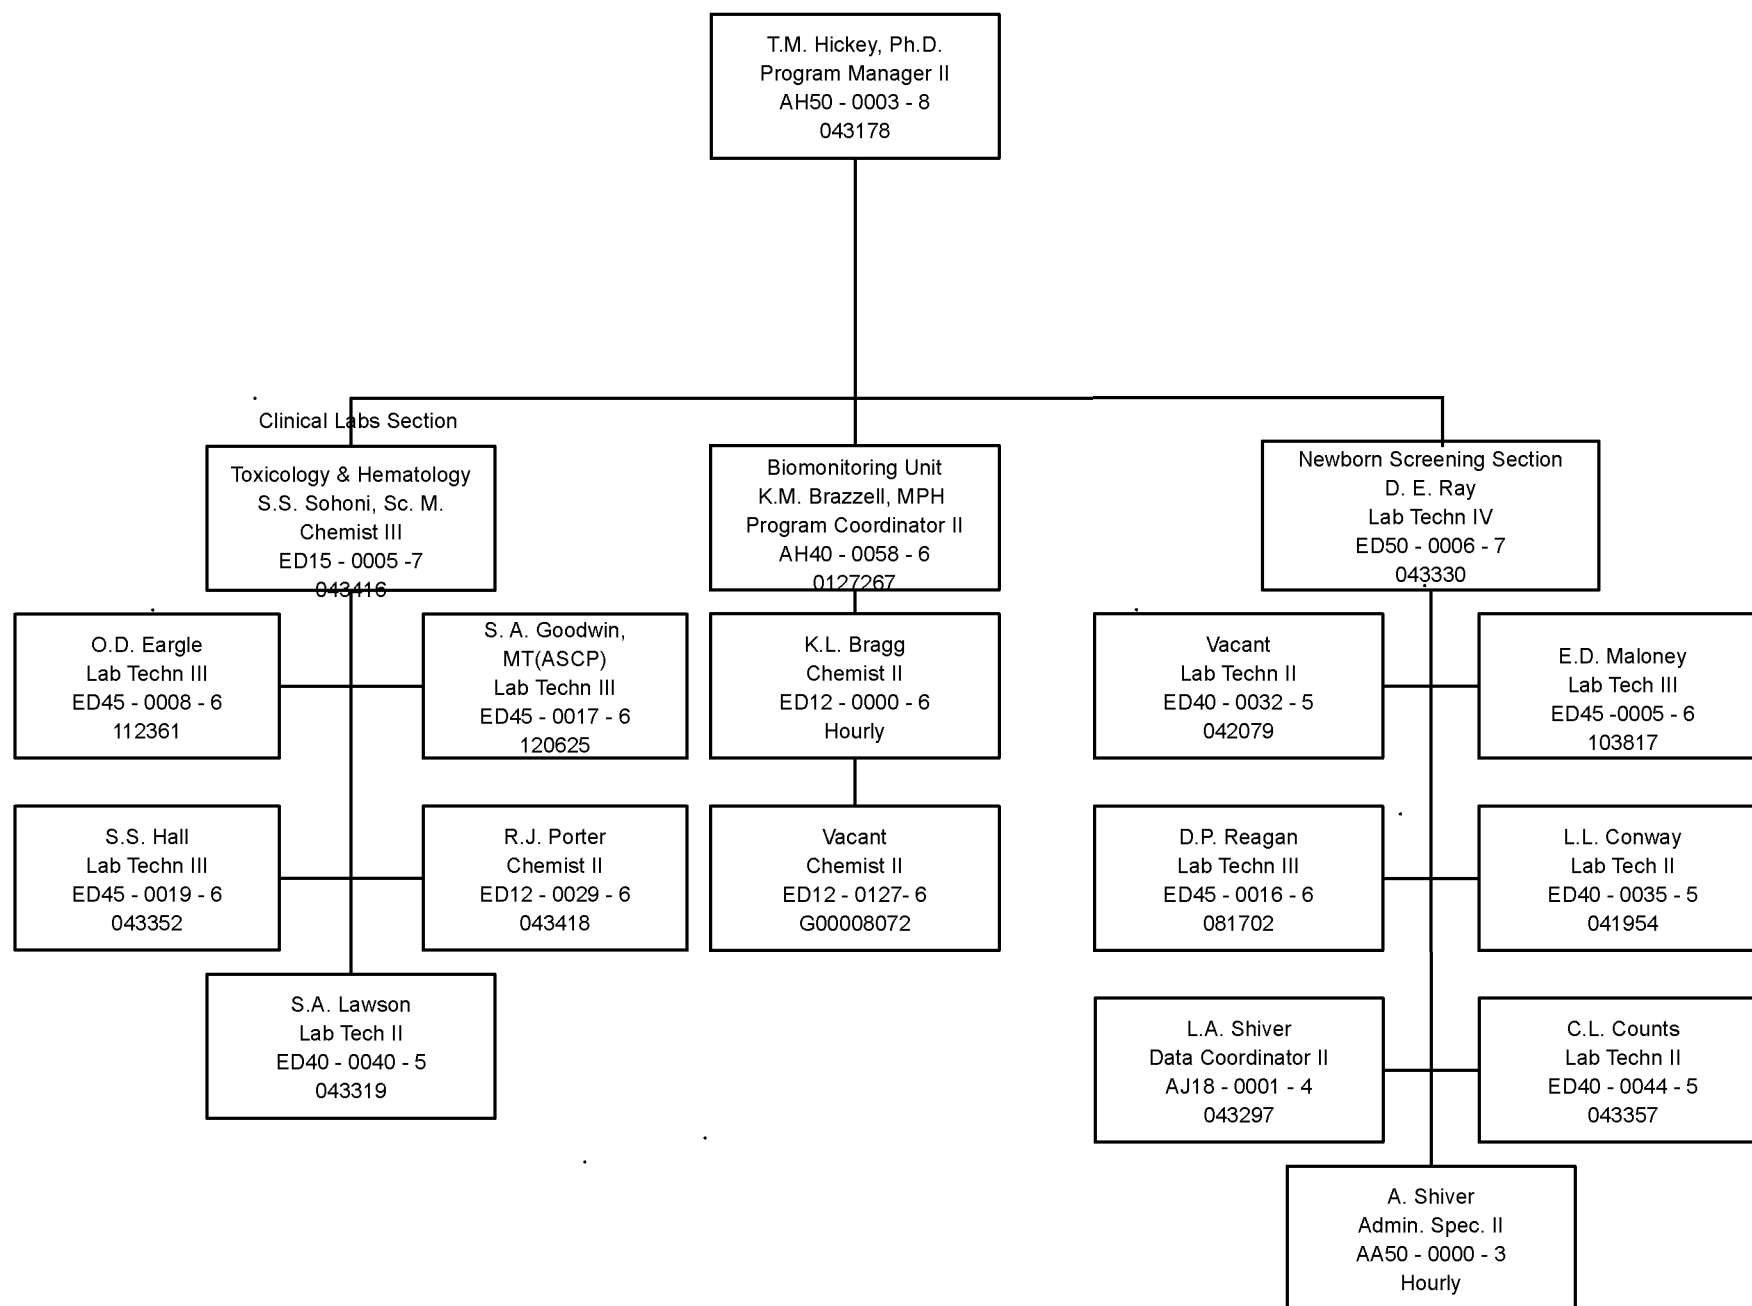 T.M. Hickey, Ph.D.
Program Manager II
AH50 - 0003 - 8
043178
Clinical Labs Section
Toxicology & Hematology
S.S. Sohoni, Sc. M.
Chemist III
ED15 - 0005 -7
043416
Biomonitoring Unit
K.M. Brazzell, MPH
Program Coordinator II
AH40 - 0058 - 6
0127267
Newborn Screening Section
D. E. Ray
Lab Techn IV
ED50 - 0006 - 7
043330
O.D. Eargle
Lab Techn III
ED45 - 0008 - 6
112361
S. A. Goodwin,
MT(ASCP)
Lab Techn III
ED45 - 0017 - 6
120625
K.L. Bragg
Chemist II
ED12 - 0000 - 6
Hourly
Vacant
Lab Techn II
ED40 - 0032 - 5
042079
E.D. Maloney
Lab Tech III
ED45 -0005 - 6
103817
S.S. Hall
Lab Techn III
ED45 - 0019 - 6
043352
R.J. Porter
Chemist II
ED12 - 0029 - 6
043418
Vacant
Chemist II
ED12 - 0127- 6
G00008072
D.P. Reagan
Lab Techn III
ED45 - 0016 - 6
081702
L.L. Conway
Lab Tech II
ED40 - 0035 - 5
041954
S.A. Lawson
Lab Tech II
ED40 - 0040 - 5
043319
L.A. Shiver
Data Coordinator II
AJ18 - 0001 - 4
043297
C.L. Counts
Lab Techn II
ED40 - 0044 - 5
043357
A. Shiver
Admin. Spec. II
AA50 - 0000 - 3
Hourly